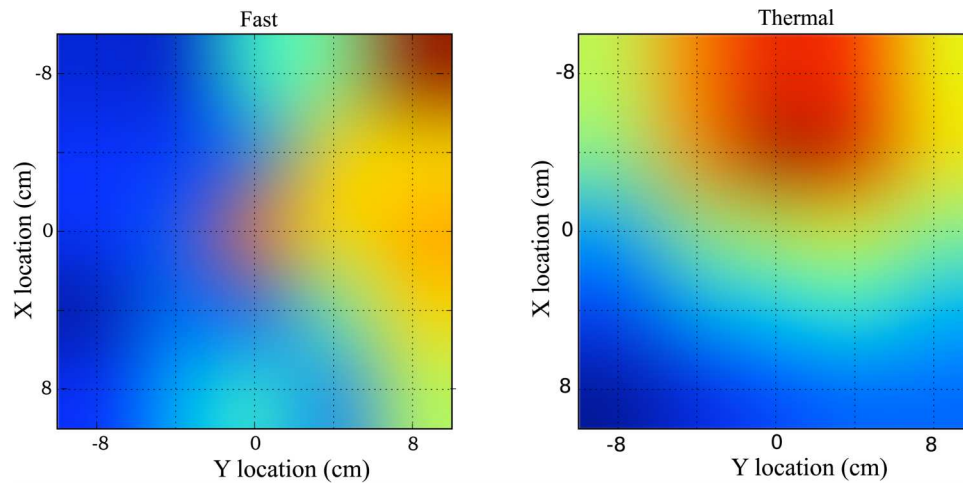 Fast
-8
0
8
X location (cm)
-8 0 8
Y location (cm)
Thermal
-8
0
8
X location (cm)
-8 0 8
Y location (cm)